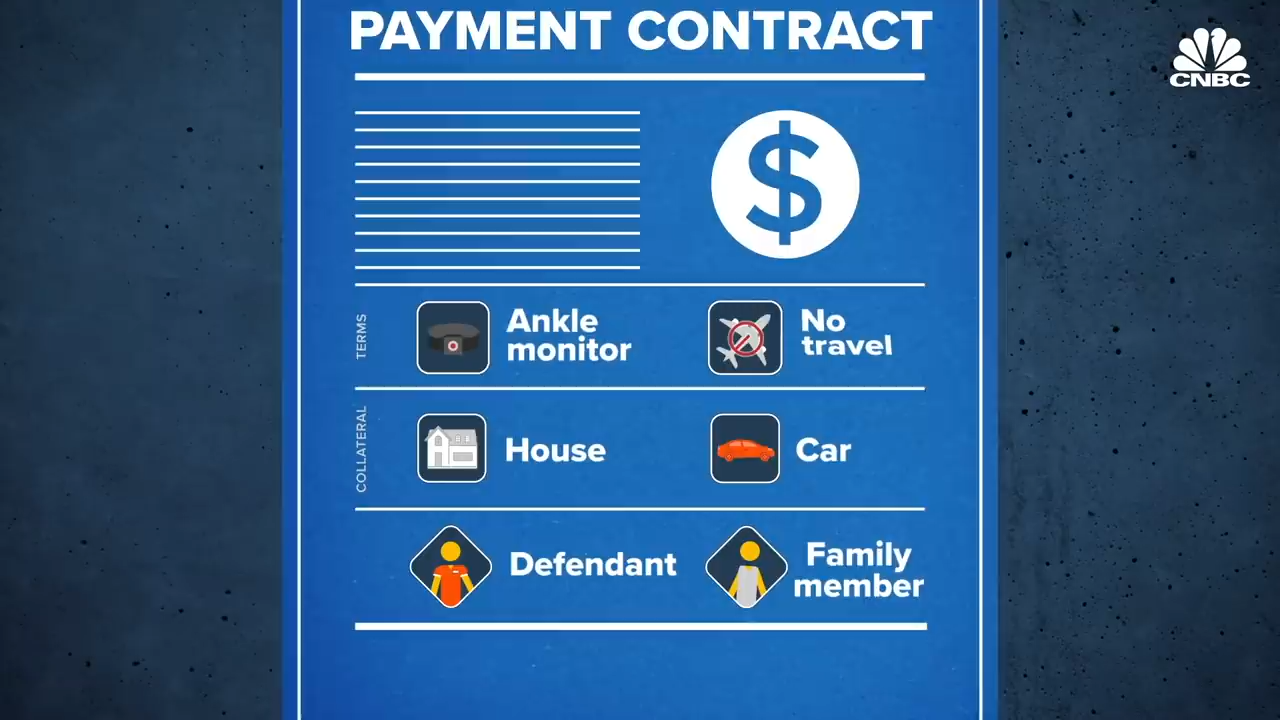 PAYMENT CONTRACT
CNBC
$
TERMS
Ankle
monitor
No
travel
COLLATERAL
House
Car
Defendant
Family
member